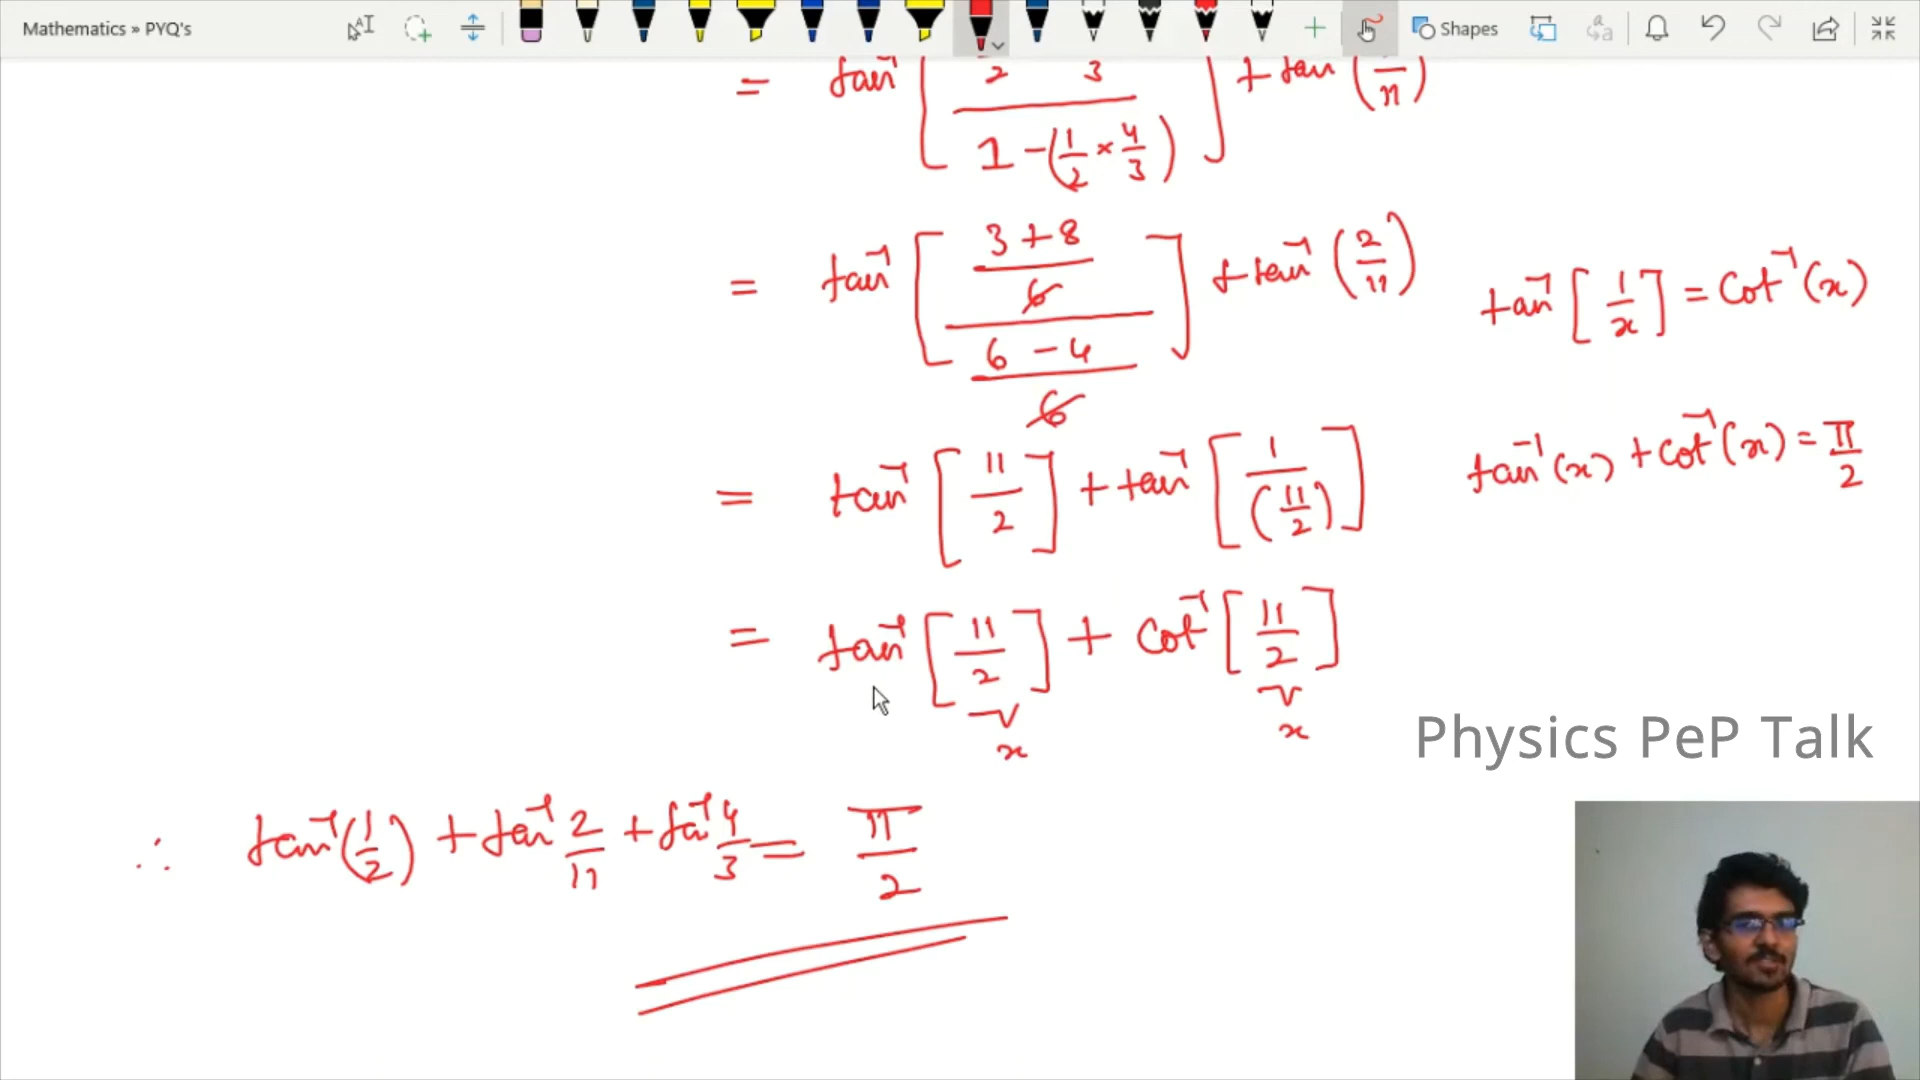 Mathematics » PYQ's
Shapes
= tan⁻¹ [ 2 3 / 1 - (1/2 × 4/3) ] + tan ( /11 )
= tan⁻¹ [ (3 + 8)/6 / (6 - 4)/6 ] + tan⁻¹ (2/11)
tan⁻¹ [1/x] = Cot⁻¹ (x)
= tan⁻¹ [11/2] + tan⁻¹ [1/(11/2)]
tan⁻¹(x) + Cot⁻¹(x) = π/2
= tan⁻¹ [11/2] + Cot⁻¹ [11/2]
x x
Physics PeP Talk
∴ tan⁻¹(1/2) + tan⁻¹ 2/11 + tan⁻¹ 4/3 = π/2